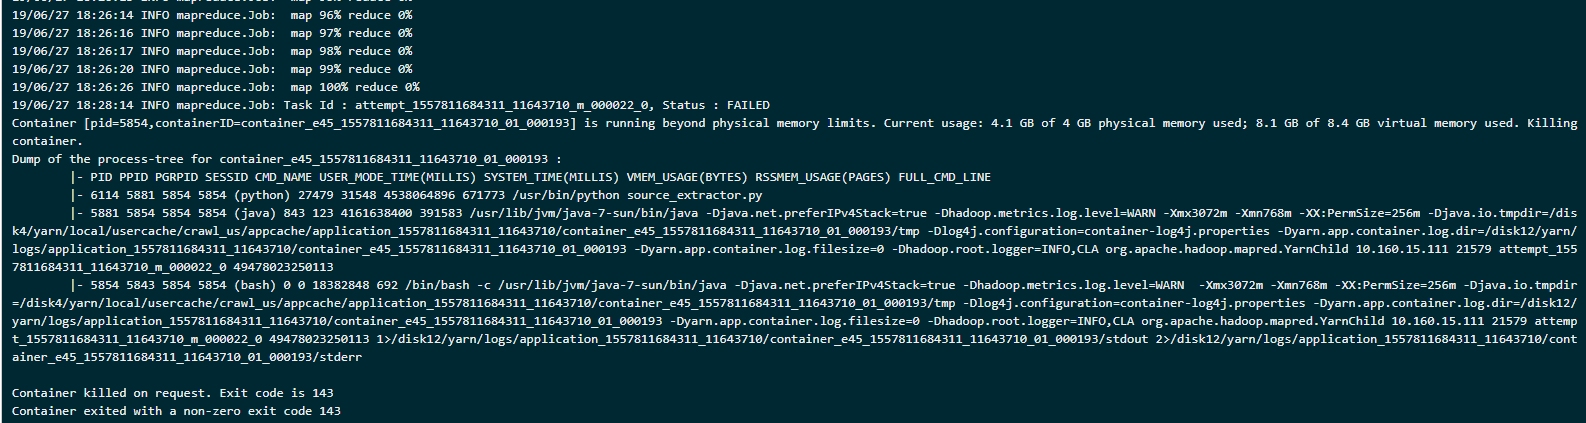 19/06/27 18:26:14 INFO mapreduce.Job:  map 96% reduce 0%
19/06/27 18:26:16 INFO mapreduce.Job:  map 97% reduce 0%
19/06/27 18:26:17 INFO mapreduce.Job:  map 98% reduce 0%
19/06/27 18:26:20 INFO mapreduce.Job:  map 99% reduce 0%
19/06/27 18:26:26 INFO mapreduce.Job:  map 100% reduce 0%
19/06/27 18:28:14 INFO mapreduce.Job: Task Id : attempt_1557811684311_11643710_m_000022_0, Status : FAILED
Container [pid=5854,containerID=container_e45_1557811684311_11643710_01_000193] is running beyond physical memory limits. Current usage: 4.1 GB of 4 GB physical memory used; 8.1 GB of 8.4 GB virtual memory used. Killing
container.
Dump of the process-tree for container_e45_1557811684311_11643710_01_000193 :
|- PID PPID PGRPID SESSID CMD_NAME USER_MODE_TIME(MILLIS) SYSTEM_TIME(MILLIS) VMEM_USAGE(BYTES) RSSMEM_USAGE(PAGES) FULL_CMD_LINE
|- 6114 5881 5854 5854 (python) 27479 31548 4538064896 671773 /usr/bin/python source_extractor.py
|- 5881 5854 5854 5854 (java) 843 123 4161638400 391583 /usr/lib/jvm/java-7-sun/bin/java -Djava.net.preferIPv4Stack=true -Dhadoop.metrics.log.level=WARN -Xmx3072m -Xmn768m -XX:PermSize=256m -Djava.io.tmpdir=/dis
k4/yarn/local/usercache/crawl_us/appcache/application_1557811684311_11643710/container_e45_1557811684311_11643710_01_000193/tmp -Dlog4j.configuration=container-log4j.properties -Dyarn.app.container.log.dir=/disk12/yarn/
logs/application_1557811684311_11643710/container_e45_1557811684311_11643710_01_000193 -Dyarn.app.container.log.filesize=0 -Dhadoop.root.logger=INFO,CLA org.apache.hadoop.mapred.YarnChild 10.160.15.111 21579 attempt_155
7811684311_11643710_m_000022_0 49478023250113
|- 5854 5843 5854 5854 (bash) 0 0 18382848 692 /bin/bash -c /usr/lib/jvm/java-7-sun/bin/java -Djava.net.preferIPv4Stack=true -Dhadoop.metrics.log.level=WARN  -Xmx3072m -Xmn768m -XX:PermSize=256m -Djava.io.tmpdir
=/disk4/yarn/local/usercache/crawl_us/appcache/application_1557811684311_11643710/container_e45_1557811684311_11643710_01_000193/tmp -Dlog4j.configuration=container-log4j.properties -Dyarn.app.container.log.dir=/disk12/
yarn/logs/application_1557811684311_11643710/container_e45_1557811684311_11643710_01_000193 -Dyarn.app.container.log.filesize=0 -Dhadoop.root.logger=INFO,CLA org.apache.hadoop.mapred.YarnChild 10.160.15.111 21579 attemp
t_1557811684311_11643710_m_000022_0 49478023250113 1>/disk12/yarn/logs/application_1557811684311_11643710/container_e45_1557811684311_11643710_01_000193/stdout 2>/disk12/yarn/logs/application_1557811684311_11643710/cont
ainer_e45_1557811684311_11643710_01_000193/stderr
Container killed on request. Exit code is 143
Container exited with a non-zero exit code 143